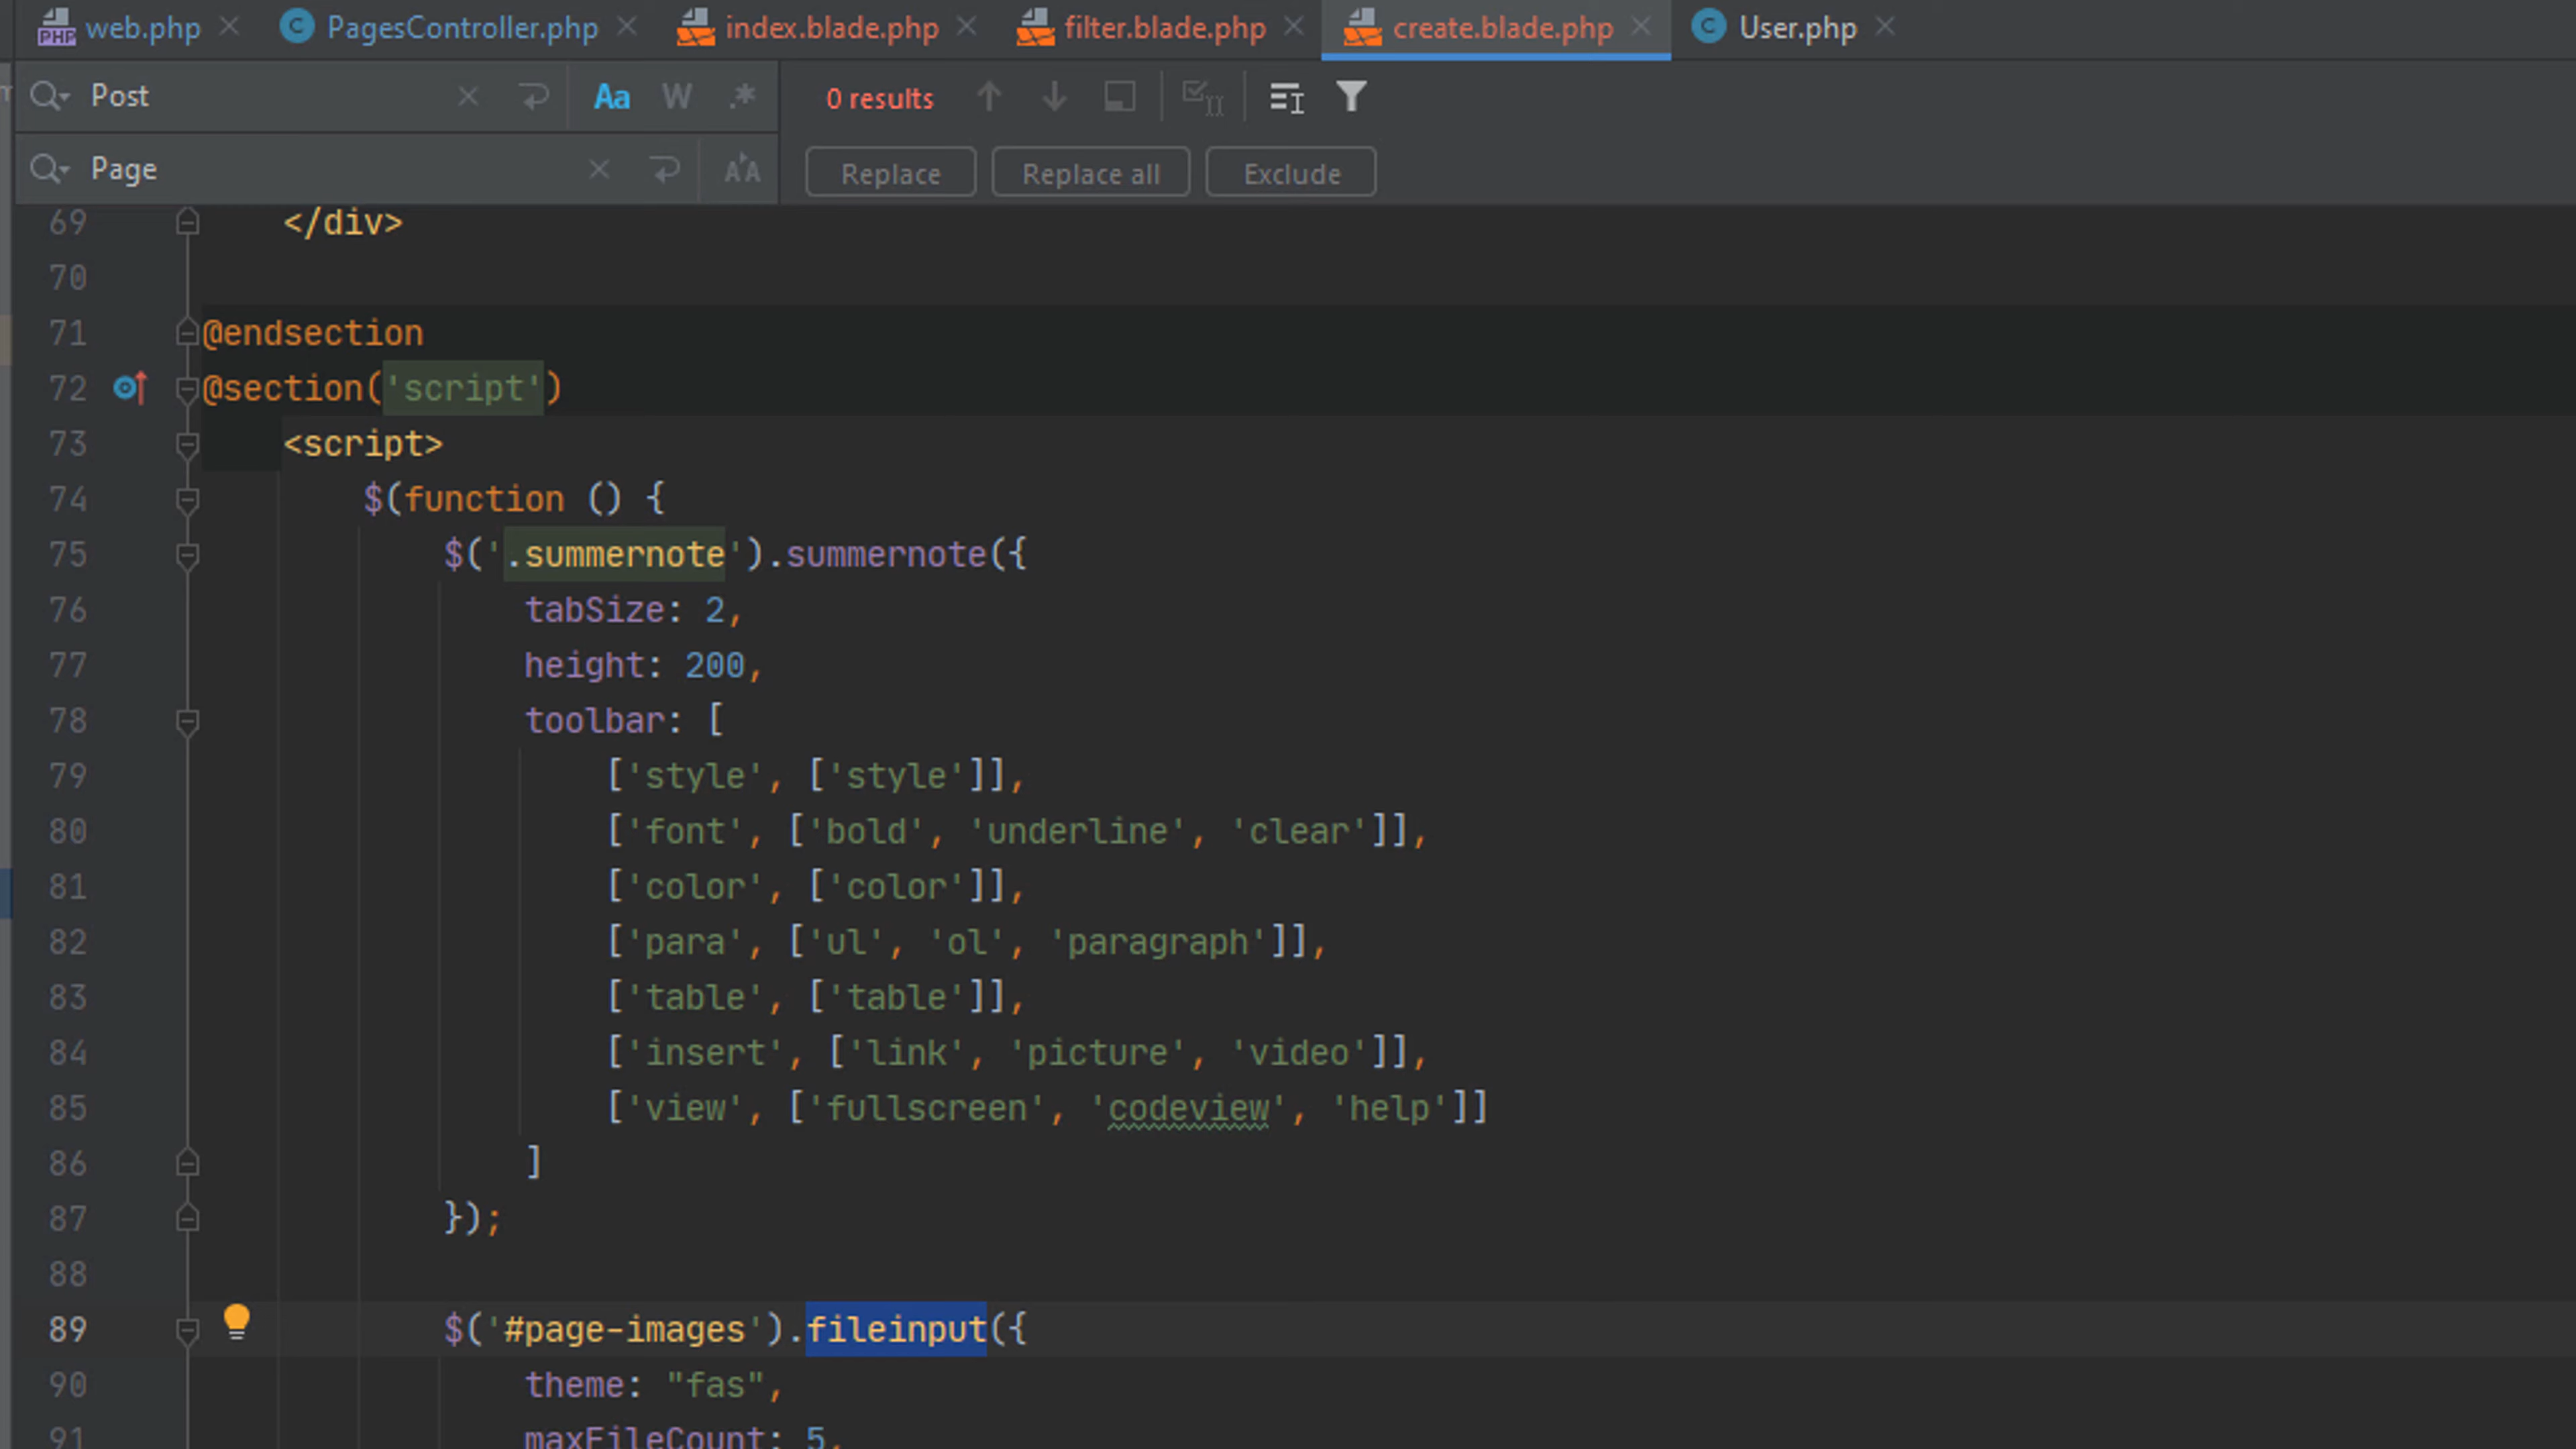 web.php PagesController.php index.blade.php filter.blade.php create.blade.php User.php
Post Aa W .* 0 results
Page Replace Replace all Exclude
69 </div>
70
71 @endsection
72 @section('script')
73 <script>
74 $(function () {
75 $('.summernote').summernote({
76 tabSize: 2,
77 height: 200,
78 toolbar: [
79 ['style', ['style']],
80 ['font', ['bold', 'underline', 'clear']],
81 ['color', ['color']],
82 ['para', ['ul', 'ol', 'paragraph']],
83 ['table', ['table']],
84 ['insert', ['link', 'picture', 'video']],
85 ['view', ['fullscreen', 'codeview', 'help']]
86 ]
87 });
88
89 $('#page-images').fileinput({
90 theme: "fas",
91 maxFileCount: 5,